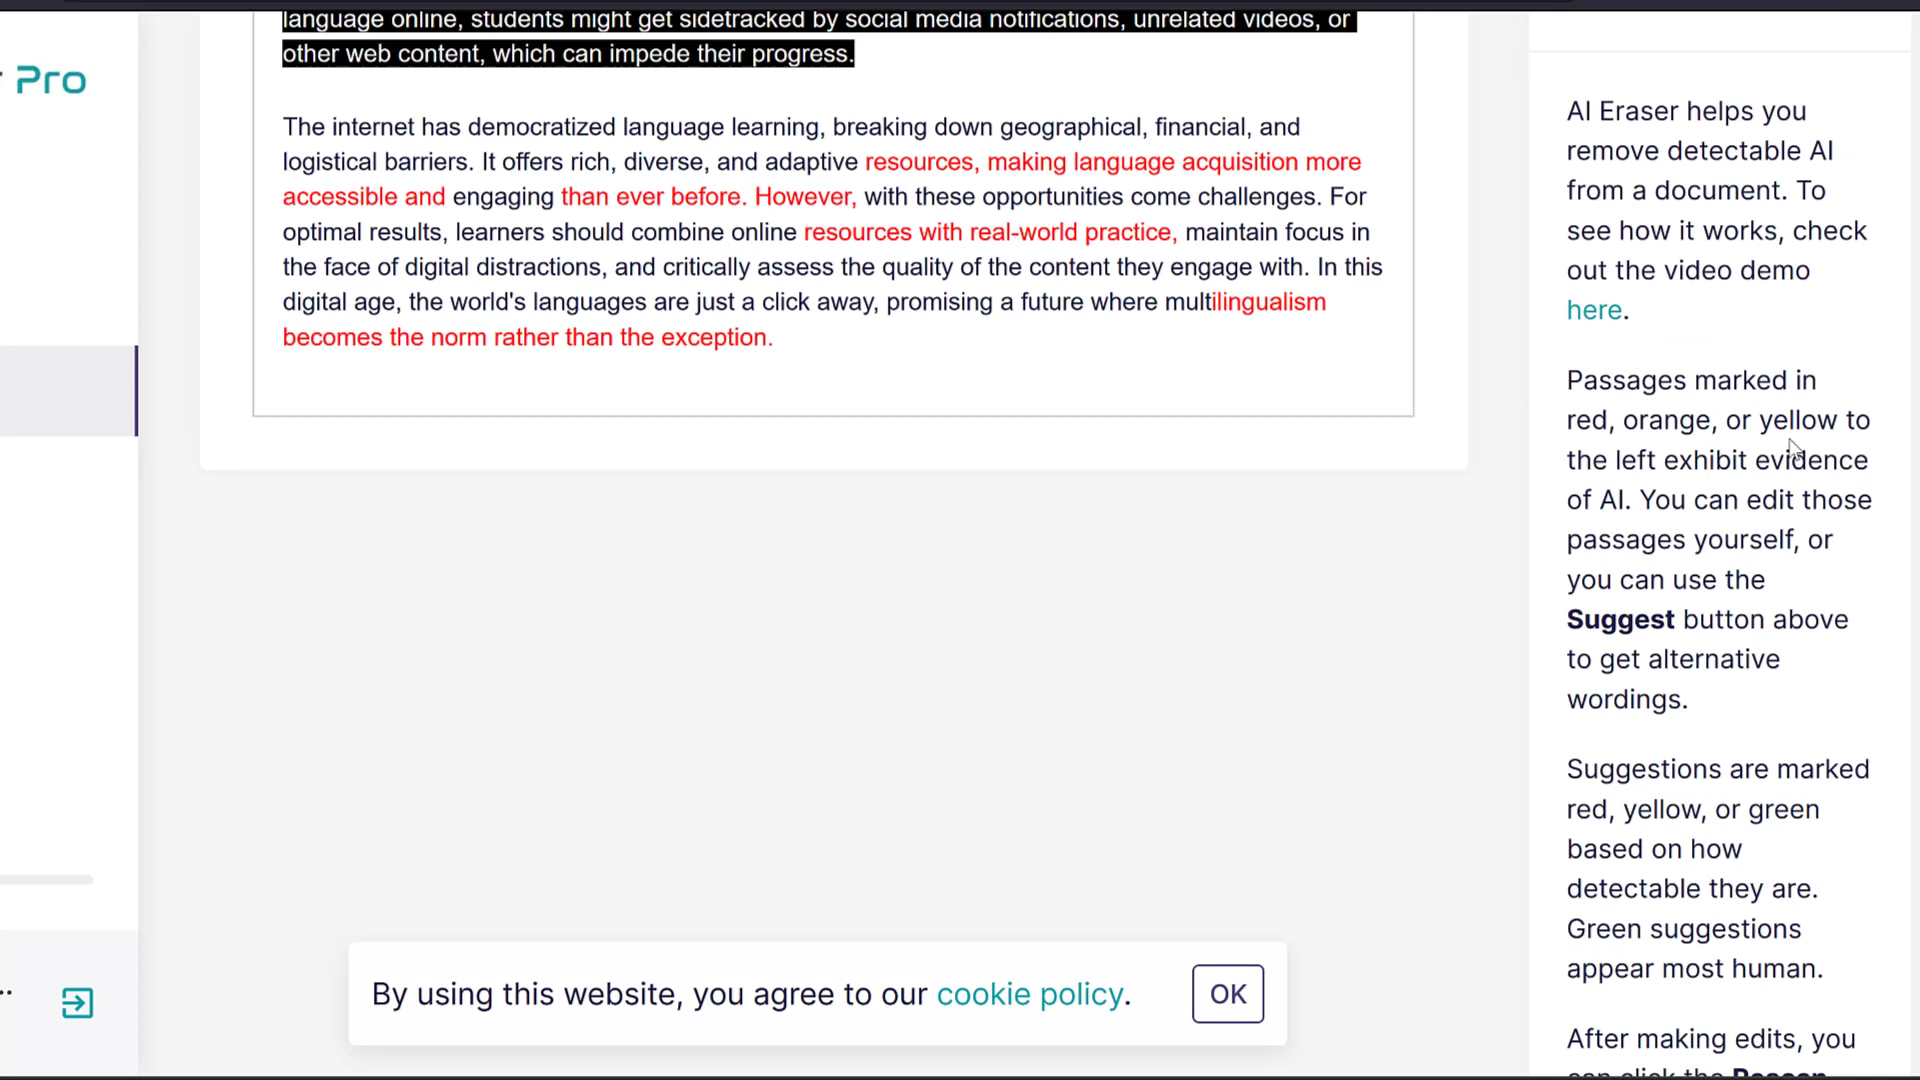 language online, students might get sidetracked by social media notifications, unrelated videos, or
other web content, which can impede their progress.
Pro
The internet has democratized language learning, breaking down geographical, financial, and
logistical barriers. It offers rich, diverse, and adaptive resources, making language acquisition more
accessible and engaging than ever before. However, with these opportunities come challenges. For
optimal results, learners should combine online resources with real-world practice, maintain focus in
the face of digital distractions, and critically assess the quality of the content they engage with. In this
digital age, the world's languages are just a click away, promising a future where multilingualism
becomes the norm rather than the exception.
AI Eraser helps you
remove detectable AI
from a document. To
see how it works, check
out the video demo
here.
Passages marked in
red, orange, or yellow to
the left exhibit evidence
of AI. You can edit those
passages yourself, or
you can use the
Suggest button above
to get alternative
wordings.
Suggestions are marked
red, yellow, or green
based on how
detectable they are.
Green suggestions
appear most human.
After making edits, you
can click the
By using this website, you agree to our cookie policy.
OK